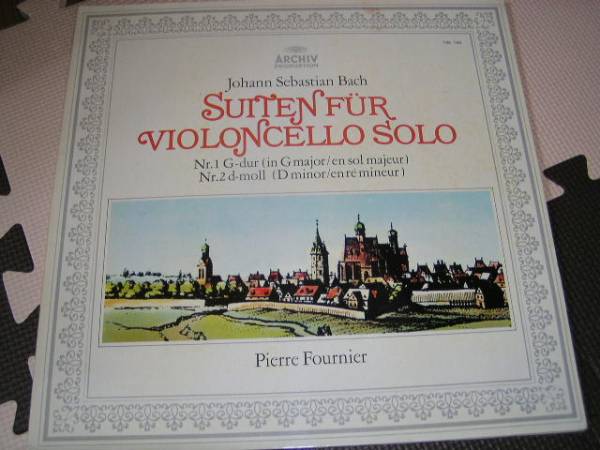 ARCHIV
PRODUKTION
Johann Sebastian Bach
SUITEN FÜR
VIOLONCELLO SOLO
Nr.1 G-dur (in G major/en sol majeur)
Nr.2 d-moll (D minor/en ré mineur)
Pierre Fournier